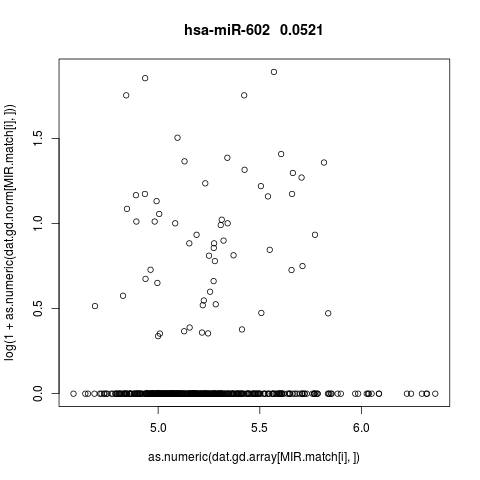 hsa-miR-602 0.0521
log(1 + as.numeric(dat.gd.norm[MIR.match[i], ]))
1.5
1.0
0.5
0.0
5.0 5.5 6.0
as.numeric(dat.gd.array[MIR.match[i], ])